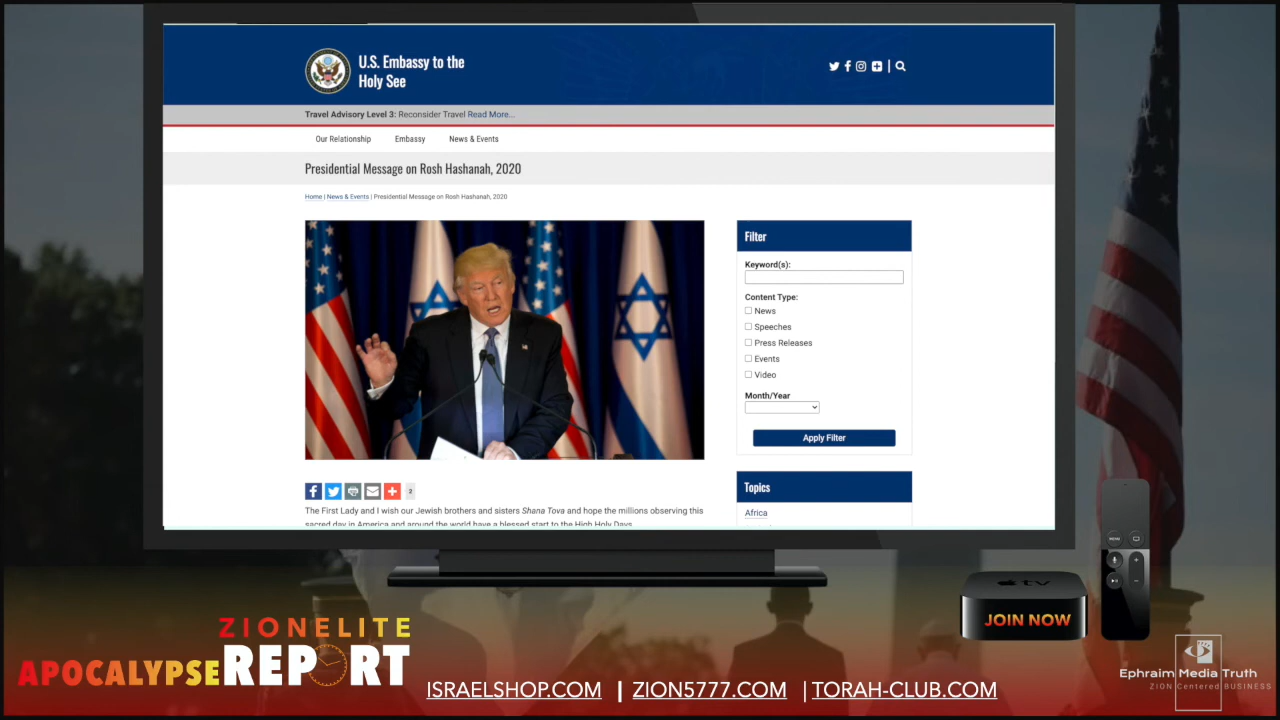 U.S. Embassy to the
Holy See
Travel Advisory Level 3: Reconsider Travel Read More...
Our Relationship
Embassy
News & Events
Presidential Message on Rosh Hashanah, 2020
Home | News & Events | Presidential Message on Rosh Hashanah, 2020
2
The First Lady and I wish our Jewish brothers and sisters Shana Tova and hope the millions observing this
sacred day in America and around the world have a blessed start to the High Holy Days.
Filter
Keyword(s):
Content Type:
News
Speeches
Press Releases
Events
Video
Month/Year
Apply Filter
Topics
Africa
MENU
tv
JOIN NOW
ZIONELITE
APOCALYPSE REPORT
ISRAELSHOP.COM | ZION5777.COM | TORAH-CLUB.COM
Ephraim Media Truth
ZION Centered BUSINESS